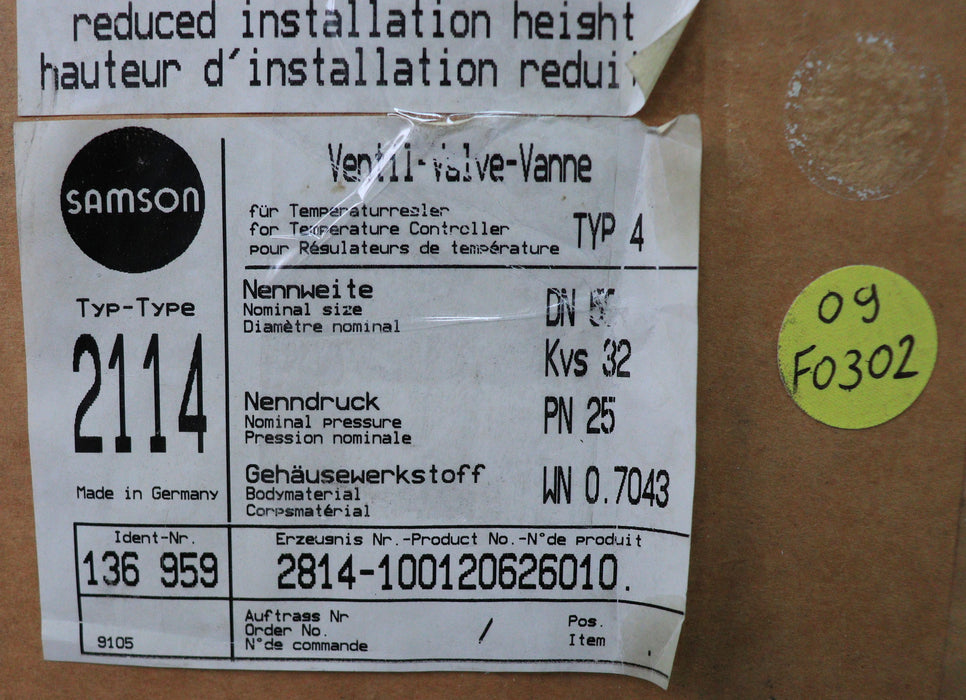 reduced installation height
hauteur d'installation reduit
SAMSON
Typ-Type
2114
Made in Germany
Ventil-Valve-Vanne
für Temperaturregler
for Temperature Controller
pour Régulateurs de température
TYP 4
Nennweite
Nominal size
Diamètre nominal
DN
Kvs 32
Nenndruck
Nominal pressure
Pression nominale
PN 25
Gehäusewerkstoff
Bodymaterial
Corpsmatérial
WN 0.7043
Ident-Nr.
136 959
Erzeugnis Nr.-Product No.-N°de produit
2814-100120626010.
9105
Auftrags Nr
Order No.
N°de commande
/
Pos.
Item
.
09
F0302